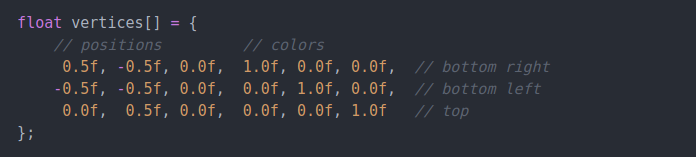 float vertices[] = {
    // positions         // colors
     0.5f, -0.5f, 0.0f,  1.0f, 0.0f, 0.0f,  // bottom right
    -0.5f, -0.5f, 0.0f,  0.0f, 1.0f, 0.0f,  // bottom left
     0.0f,  0.5f, 0.0f,  0.0f, 0.0f, 1.0f   // top
};